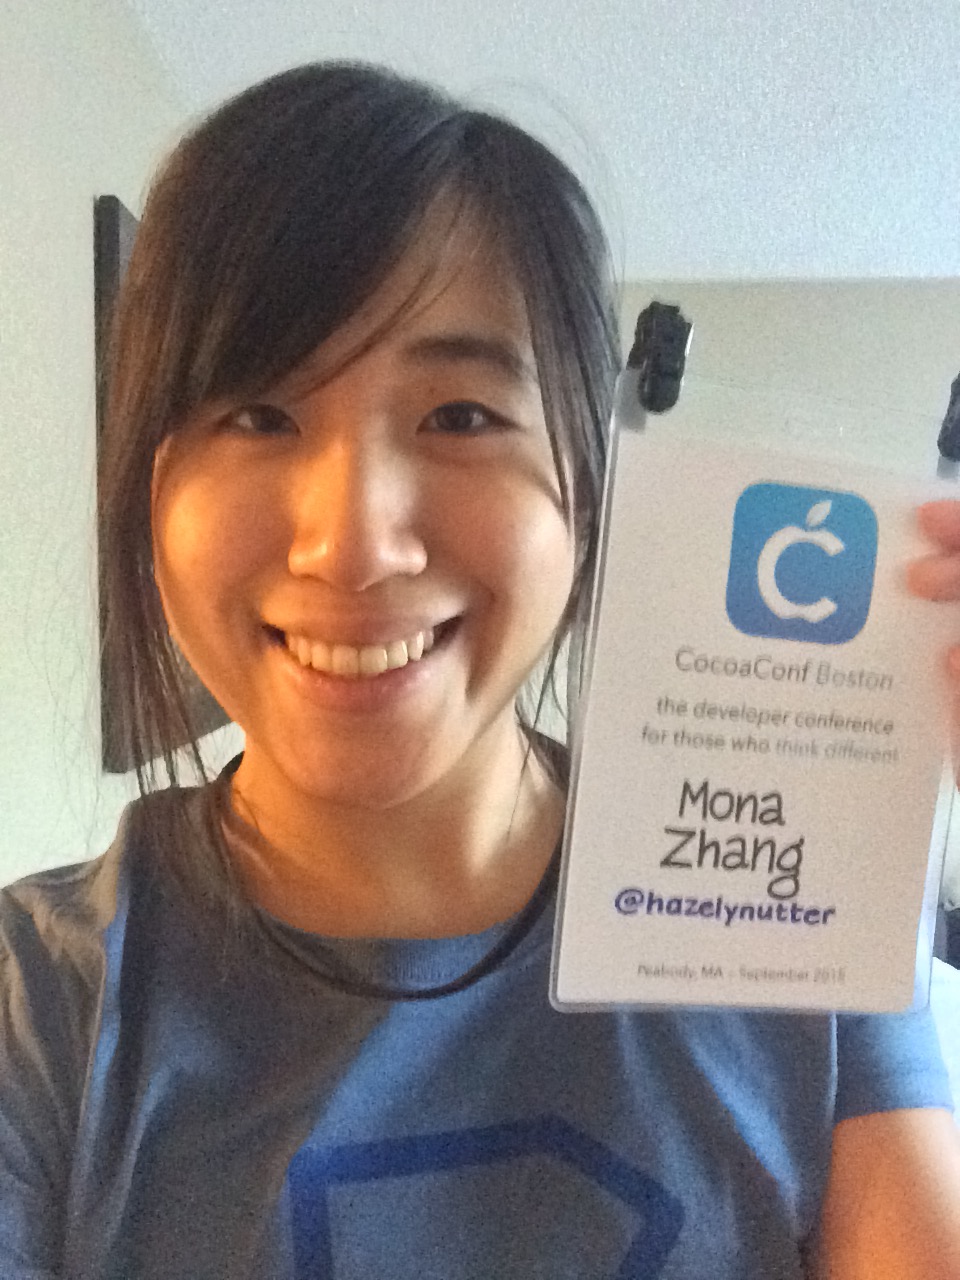 CocoaConf Boston
the developer conference
for those who think different
Mona
Zhang
@hazelynutter
Peabody, MA - September 2015